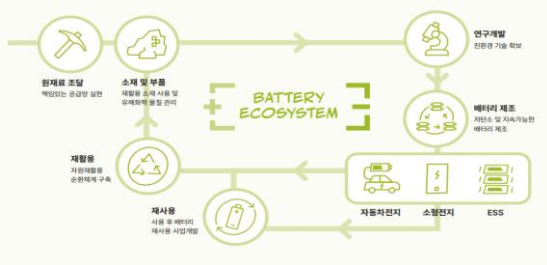 원재료 조달
책임있는 공급망 실현
소재 및 부품
재활용 소재 사용 및
유해화학 물질 관리
연구개발
친환경 기술 확보
BATTERY
ECOSYSTEM
배터리 제조
저탄소 및 지속가능한
배터리 제조
재활용
자원재활용
순환체계 구축
재사용
사용 후 배터리
재사용 사업개발
자동차전지
소형전지
ESS